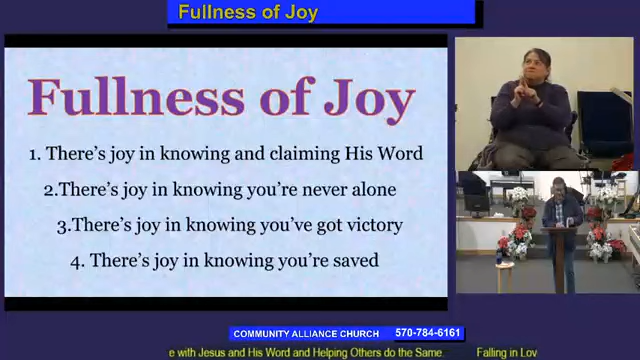 Fullness of Joy
Fullness of Joy
1. There's joy in knowing and claiming His Word
2.There's joy in knowing you're never alone
3.There's joy in knowing you've got victory
4. There's joy in knowing you're saved
COMMUNITY ALLIANCE CHURCH 570-784-6161
e with Jesus and His Word and Helping Others do the Same. Falling in Lov